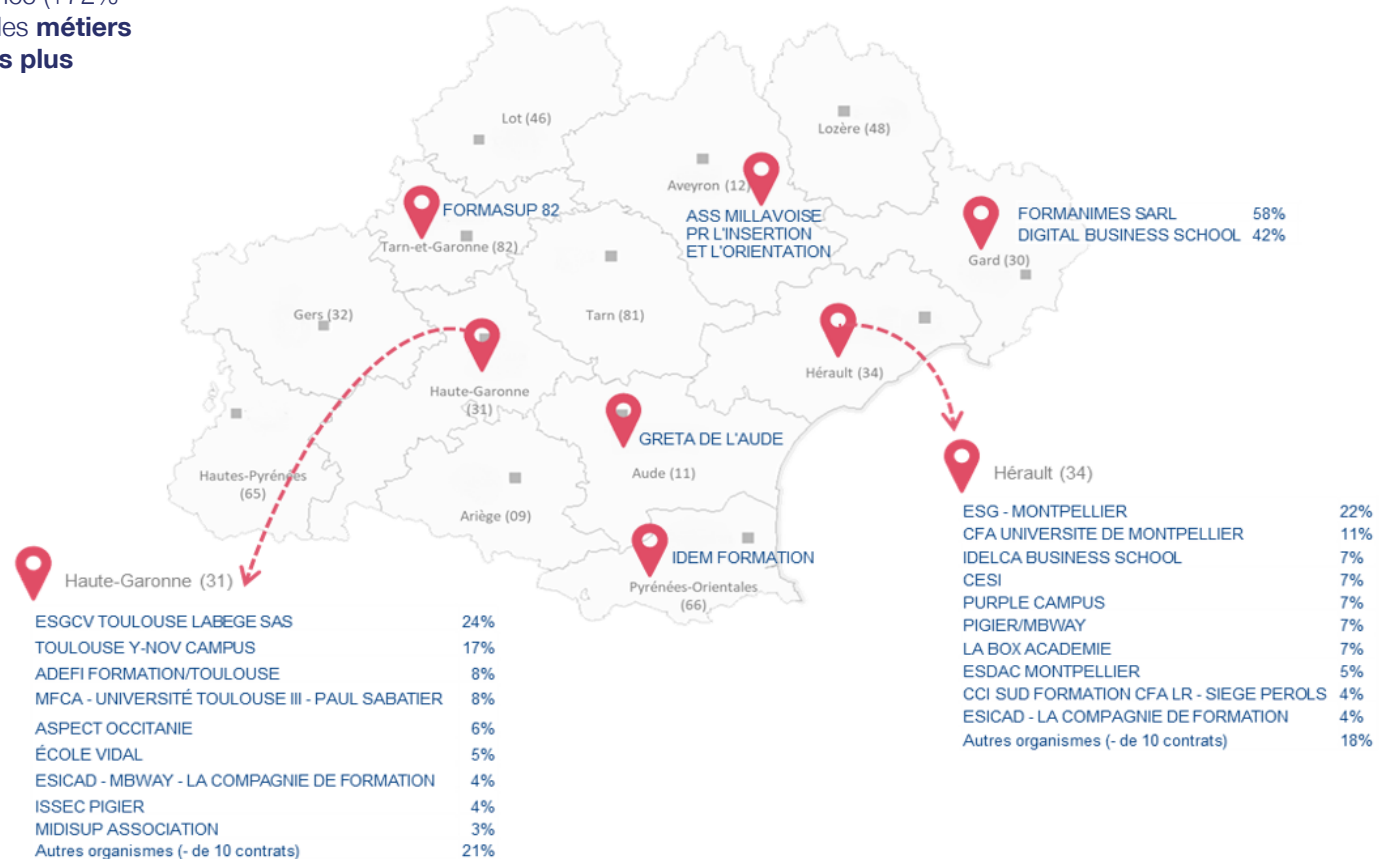 les métiers
s plus
Lot (46)
Lozère (48)
Aveyron (12)
FORMASUP 82
Tarn-et-Garonne (82)
ASS MILLAVOISE
PR L'INSERTION
ET L'ORIENTATION
FORMANIMES SARL 58%
DIGITAL BUSINESS SCHOOL 42%
Gard (30)
Gers (32)
Tarn (81)
Haute-Garonne
(31)
Hérault (34)
GRETA DE L'AUDE
Aude (11)
Hautes-Pyrénées
(65)
Ariège (09)
IDEM FORMATION
Pyrénées-Orientales
(66)
Haute-Garonne (31)
ESGCV TOULOUSE LABEGE SAS 24%
TOULOUSE Y-NOV CAMPUS 17%
ADEFI FORMATION/TOULOUSE 8%
MFCA - UNIVERSITÉ TOULOUSE III - PAUL SABATIER 8%
ASPECT OCCITANIE 6%
ÉCOLE VIDAL 5%
ESICAD - MBWAY - LA COMPAGNIE DE FORMATION 4%
ISSEC PIGIER 4%
MIDISUP ASSOCIATION 3%
Autres organismes (- de 10 contrats) 21%
Hérault (34)
ESG - MONTPELLIER 22%
CFA UNIVERSITE DE MONTPELLIER 11%
IDELCA BUSINESS SCHOOL 7%
CESI 7%
PURPLE CAMPUS 7%
PIGIER/MBWAY 7%
LA BOX ACADEMIE 7%
ESDAC MONTPELLIER 5%
CCI SUD FORMATION CFA LR - SIEGE PEROLS 4%
ESICAD - LA COMPAGNIE DE FORMATION 4%
Autres organismes (- de 10 contrats) 18%